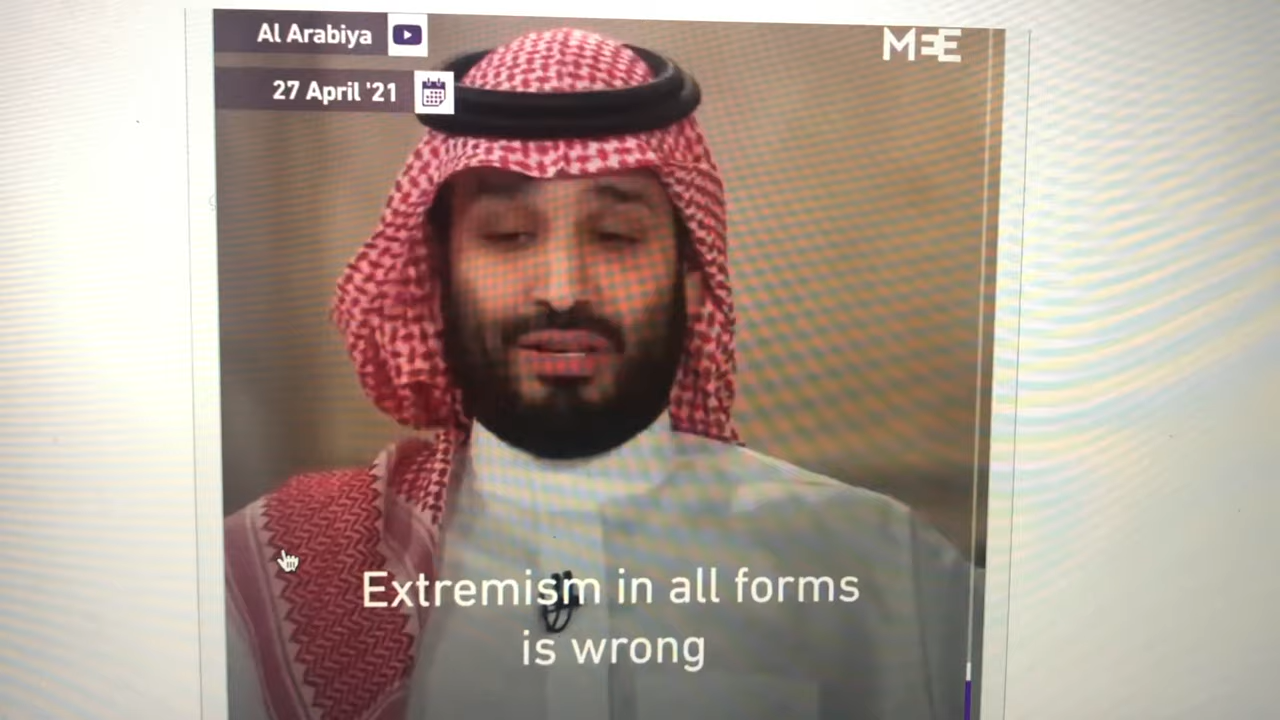 Al Arabiya
MEE
27 April '21
Extremism in all forms
is wrong